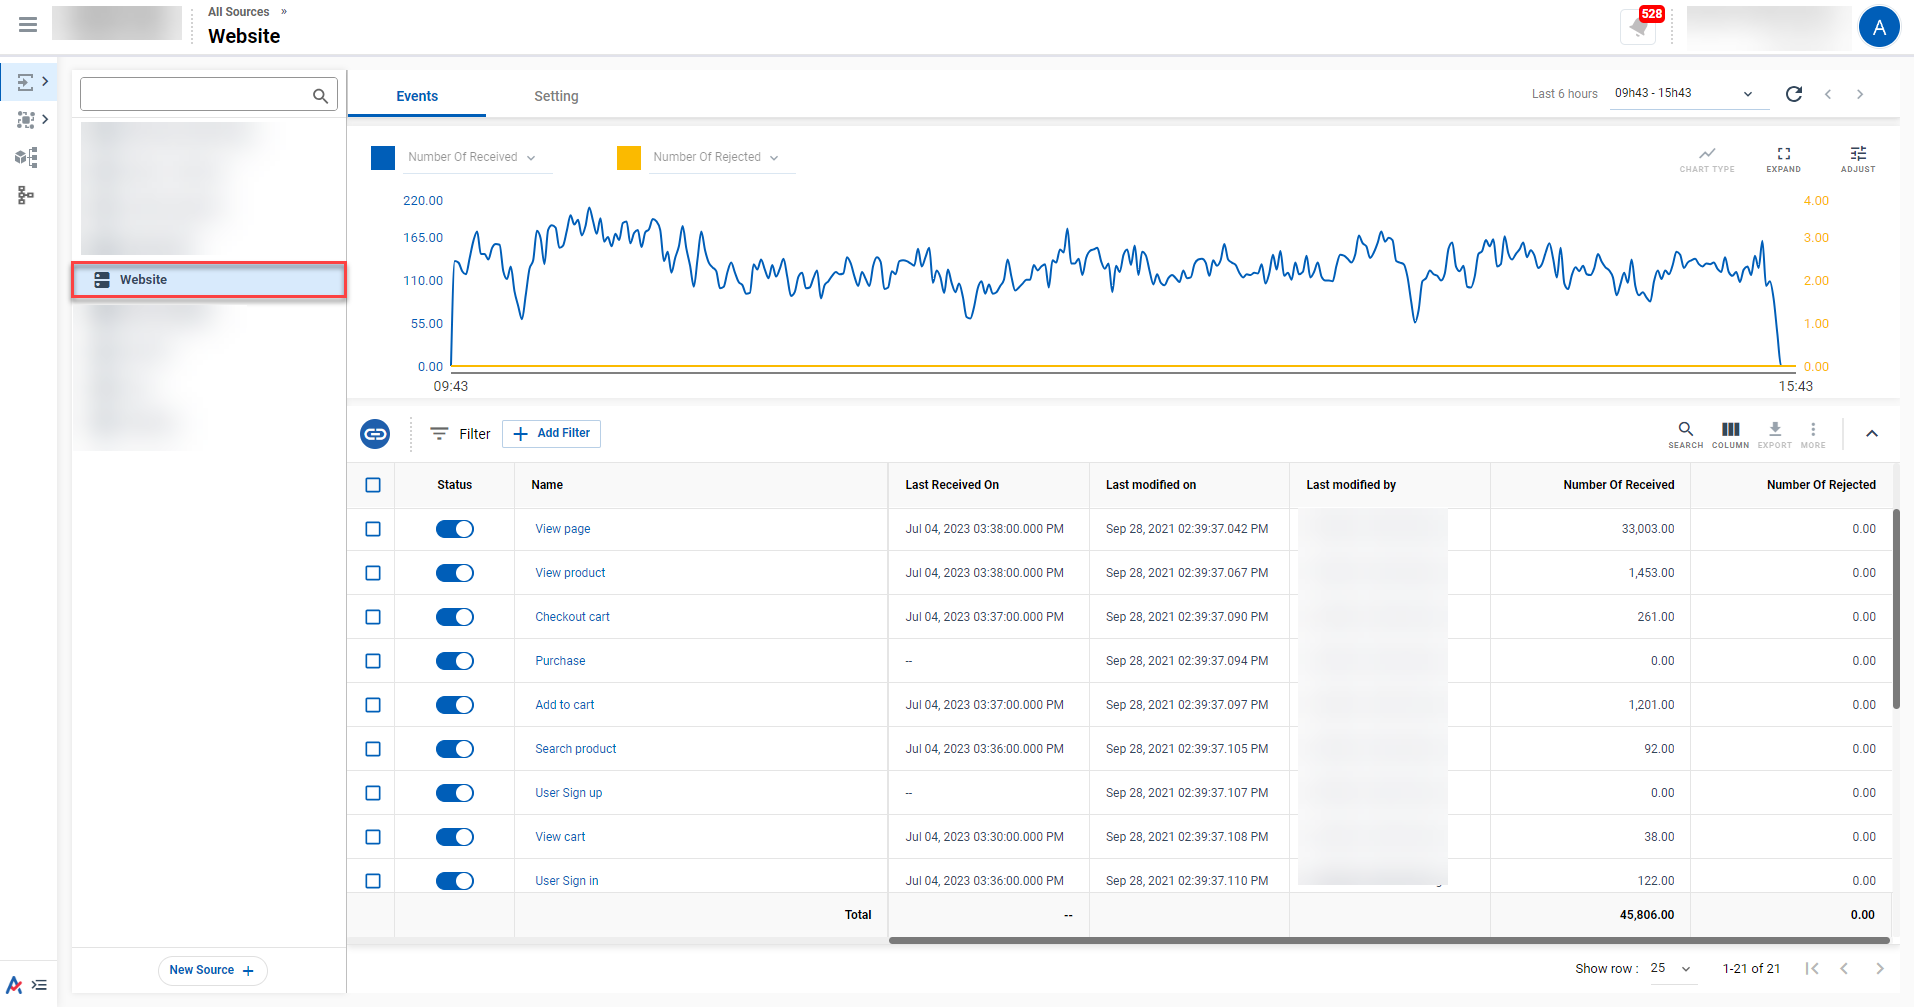 All Sources »
Website
528
A
Events
Setting
Last 6 hours
09h43 - 15h43
Number Of Received
Number Of Rejected
CHART TYPE
EXPAND
ADJUST
220.00
165.00
110.00
55.00
0.00
4.00
3.00
2.00
1.00
0.00
09:43
15:43
Website
Filter
Add Filter
SEARCH
COLUMN
EXPORT
MORE
Status Name Last Received On Last modified on Last modified by Number Of Received Number Of Rejected
View page Jul 04, 2023 03:38:00.000 PM Sep 28, 2021 02:39:37.042 PM 33,003.00 0.00
View product Jul 04, 2023 03:38:00.000 PM Sep 28, 2021 02:39:37.067 PM 1,453.00 0.00
Checkout cart Jul 04, 2023 03:37:00.000 PM Sep 28, 2021 02:39:37.090 PM 261.00 0.00
Purchase -- Sep 28, 2021 02:39:37.094 PM 0.00 0.00
Add to cart Jul 04, 2023 03:37:00.000 PM Sep 28, 2021 02:39:37.097 PM 1,201.00 0.00
Search product Jul 04, 2023 03:36:00.000 PM Sep 28, 2021 02:39:37.105 PM 92.00 0.00
User Sign up -- Sep 28, 2021 02:39:37.107 PM 0.00 0.00
View cart Jul 04, 2023 03:30:00.000 PM Sep 28, 2021 02:39:37.108 PM 38.00 0.00
User Sign in Jul 04, 2023 03:36:00.000 PM Sep 28, 2021 02:39:37.110 PM 122.00 0.00
Total -- 45,806.00 0.00
New Source +
Show row : 25 1-21 of 21